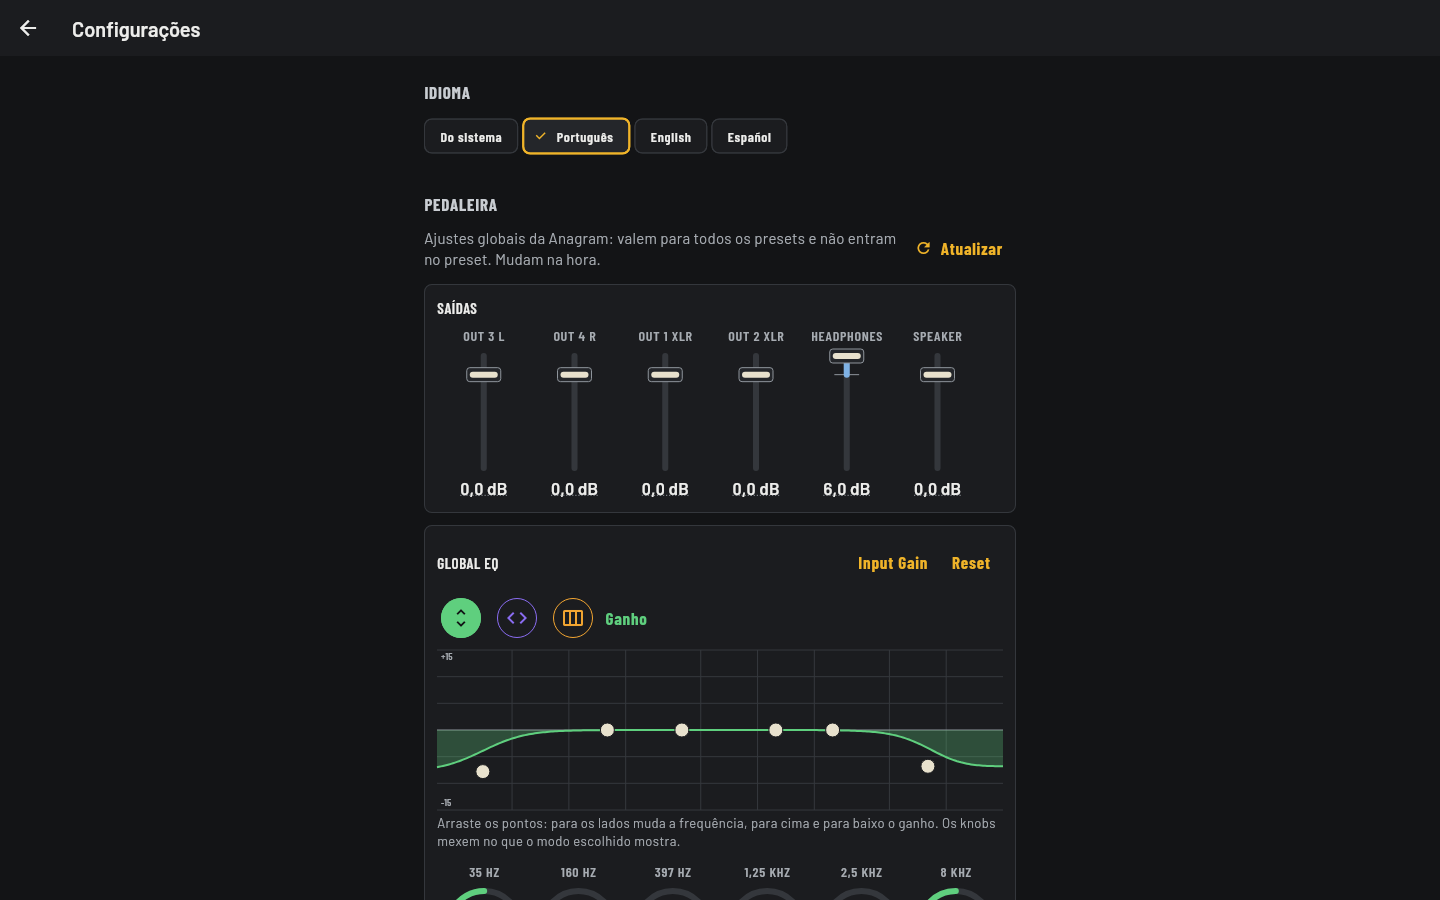 Configurações
IDIOMA
Do sistema
Português
English
Español
PEDALEIRA
Ajustes globais da Anagram: valem para todos os presets e não entram
no preset. Mudam na hora.
Atualizar
SAÍDAS
OUT 3 L
OUT 4 R
OUT 1 XLR
OUT 2 XLR
HEADPHONES
SPEAKER
0,0 dB
0,0 dB
0,0 dB
0,0 dB
6,0 dB
0,0 dB
GLOBAL EQ
Input Gain
Reset
Ganho
+15
-15
Arraste os pontos: para os lados muda a frequência, para cima e para baixo o ganho. Os knobs
mexem no que o modo escolhido mostra.
35 HZ
160 HZ
397 HZ
1,25 KHZ
2,5 KHZ
8 KHZ